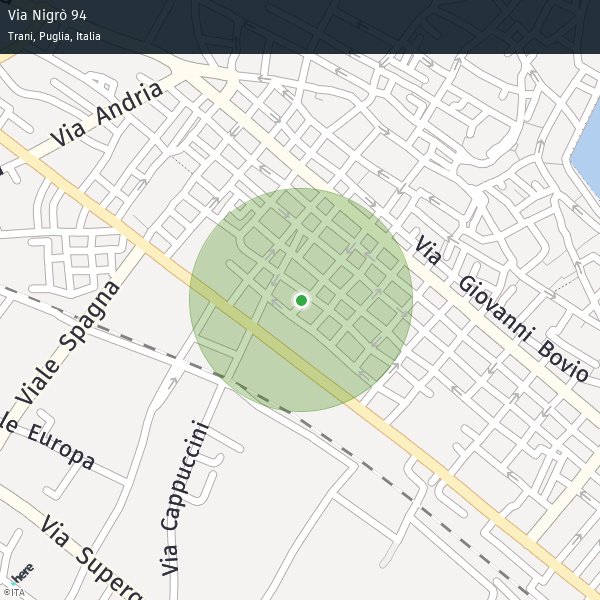 Via Nigrò 94
Trani, Puglia, Italia
Via Andria
Via Giovanni Bovio
Viale Spagna
le Europa
Via Cappuccini
Via Superg
here
©ITA